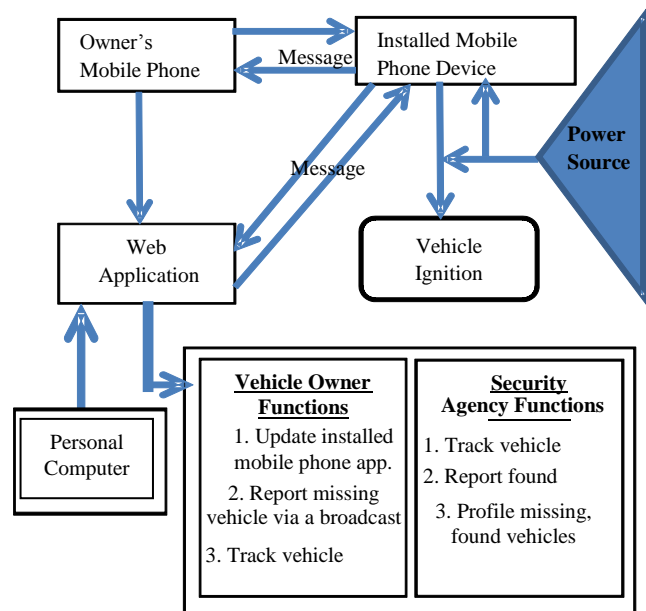 Owner's
Mobile Phone
Message
Installed Mobile
Phone Device
Power
Source
Message
Web
Application
Vehicle
Ignition
Personal
Computer
Vehicle Owner
Functions
1. Update installed
mobile phone app.
2. Report missing
vehicle via a broadcast
3. Track vehicle
Security
Agency Functions
1. Track vehicle
2. Report found
3. Profile missing,
found vehicles